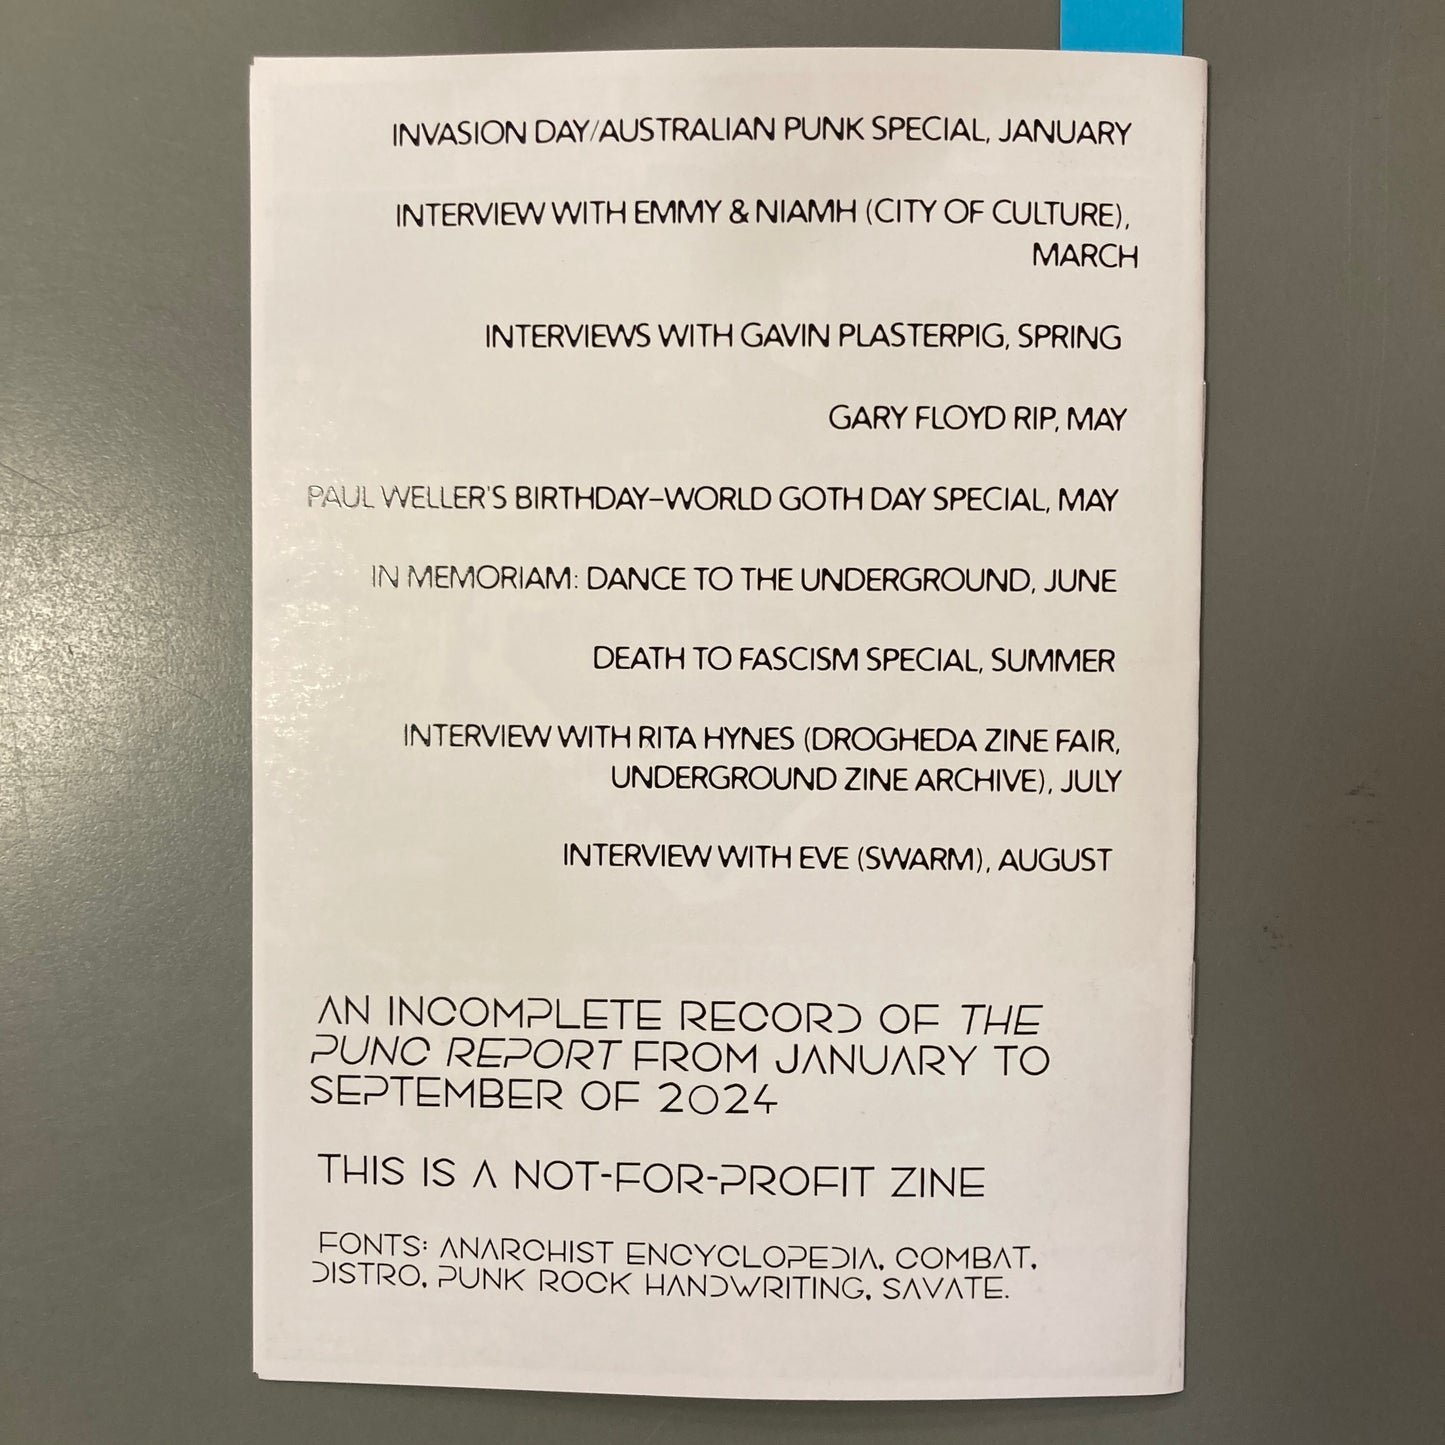 INVASION DAY/AUSTRALIAN PUNK SPECIAL, JANUARY
INTERVIEW WITH EMMY & NIAMH (CITY OF CULTURE),
MARCH
INTERVIEWS WITH GAVIN PLASTERPIG, SPRING
GARY FLOYD RIP, MAY
PAUL WELLER'S BIRTHDAY–WORLD GOTH DAY SPECIAL, MAY
IN MEMORIAM: DANCE TO THE UNDERGROUND, JUNE
DEATH TO FASCISM SPECIAL, SUMMER
INTERVIEW WITH RITA HYNES (DROGHEDA ZINE FAIR,
UNDERGROUND ZINE ARCHIVE), JULY
INTERVIEW WITH EVE (SWARM), AUGUST
AN INCOMPLETE RECORD OF THE
PUNC REPORT FROM JANUARY TO
SEPTEMBER OF 2024
THIS IS A NOT-FOR-PROFIT ZINE
FONTS: ANARCHIST ENCYCLOPEDIA, COMBAT,
DISTRO, PUNK ROCK HANDWRITING, SAVATE.